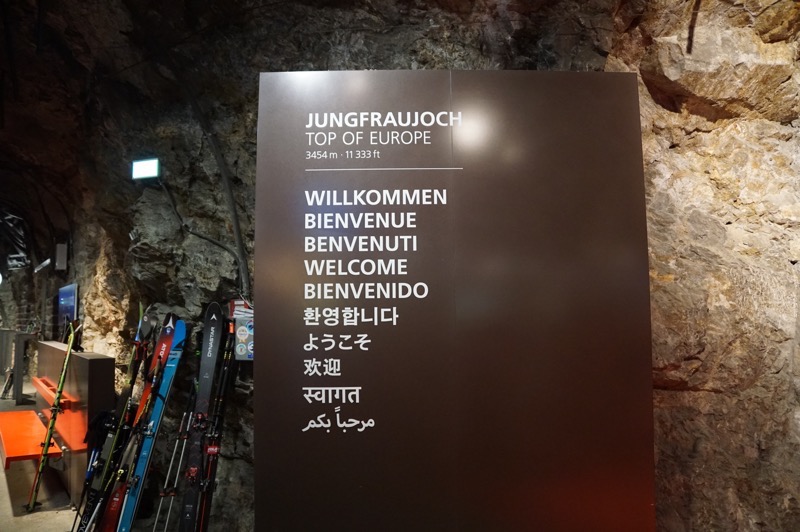 JUNGFRAUJOCH
TOP OF EUROPE
3454 m · 11 333 ft
WILLKOMMEN
BIENVENUE
BENVENUTI
WELCOME
BIENVENIDO
환영합니다
ようこそ
欢迎
स्वागत
مرحباً بكم